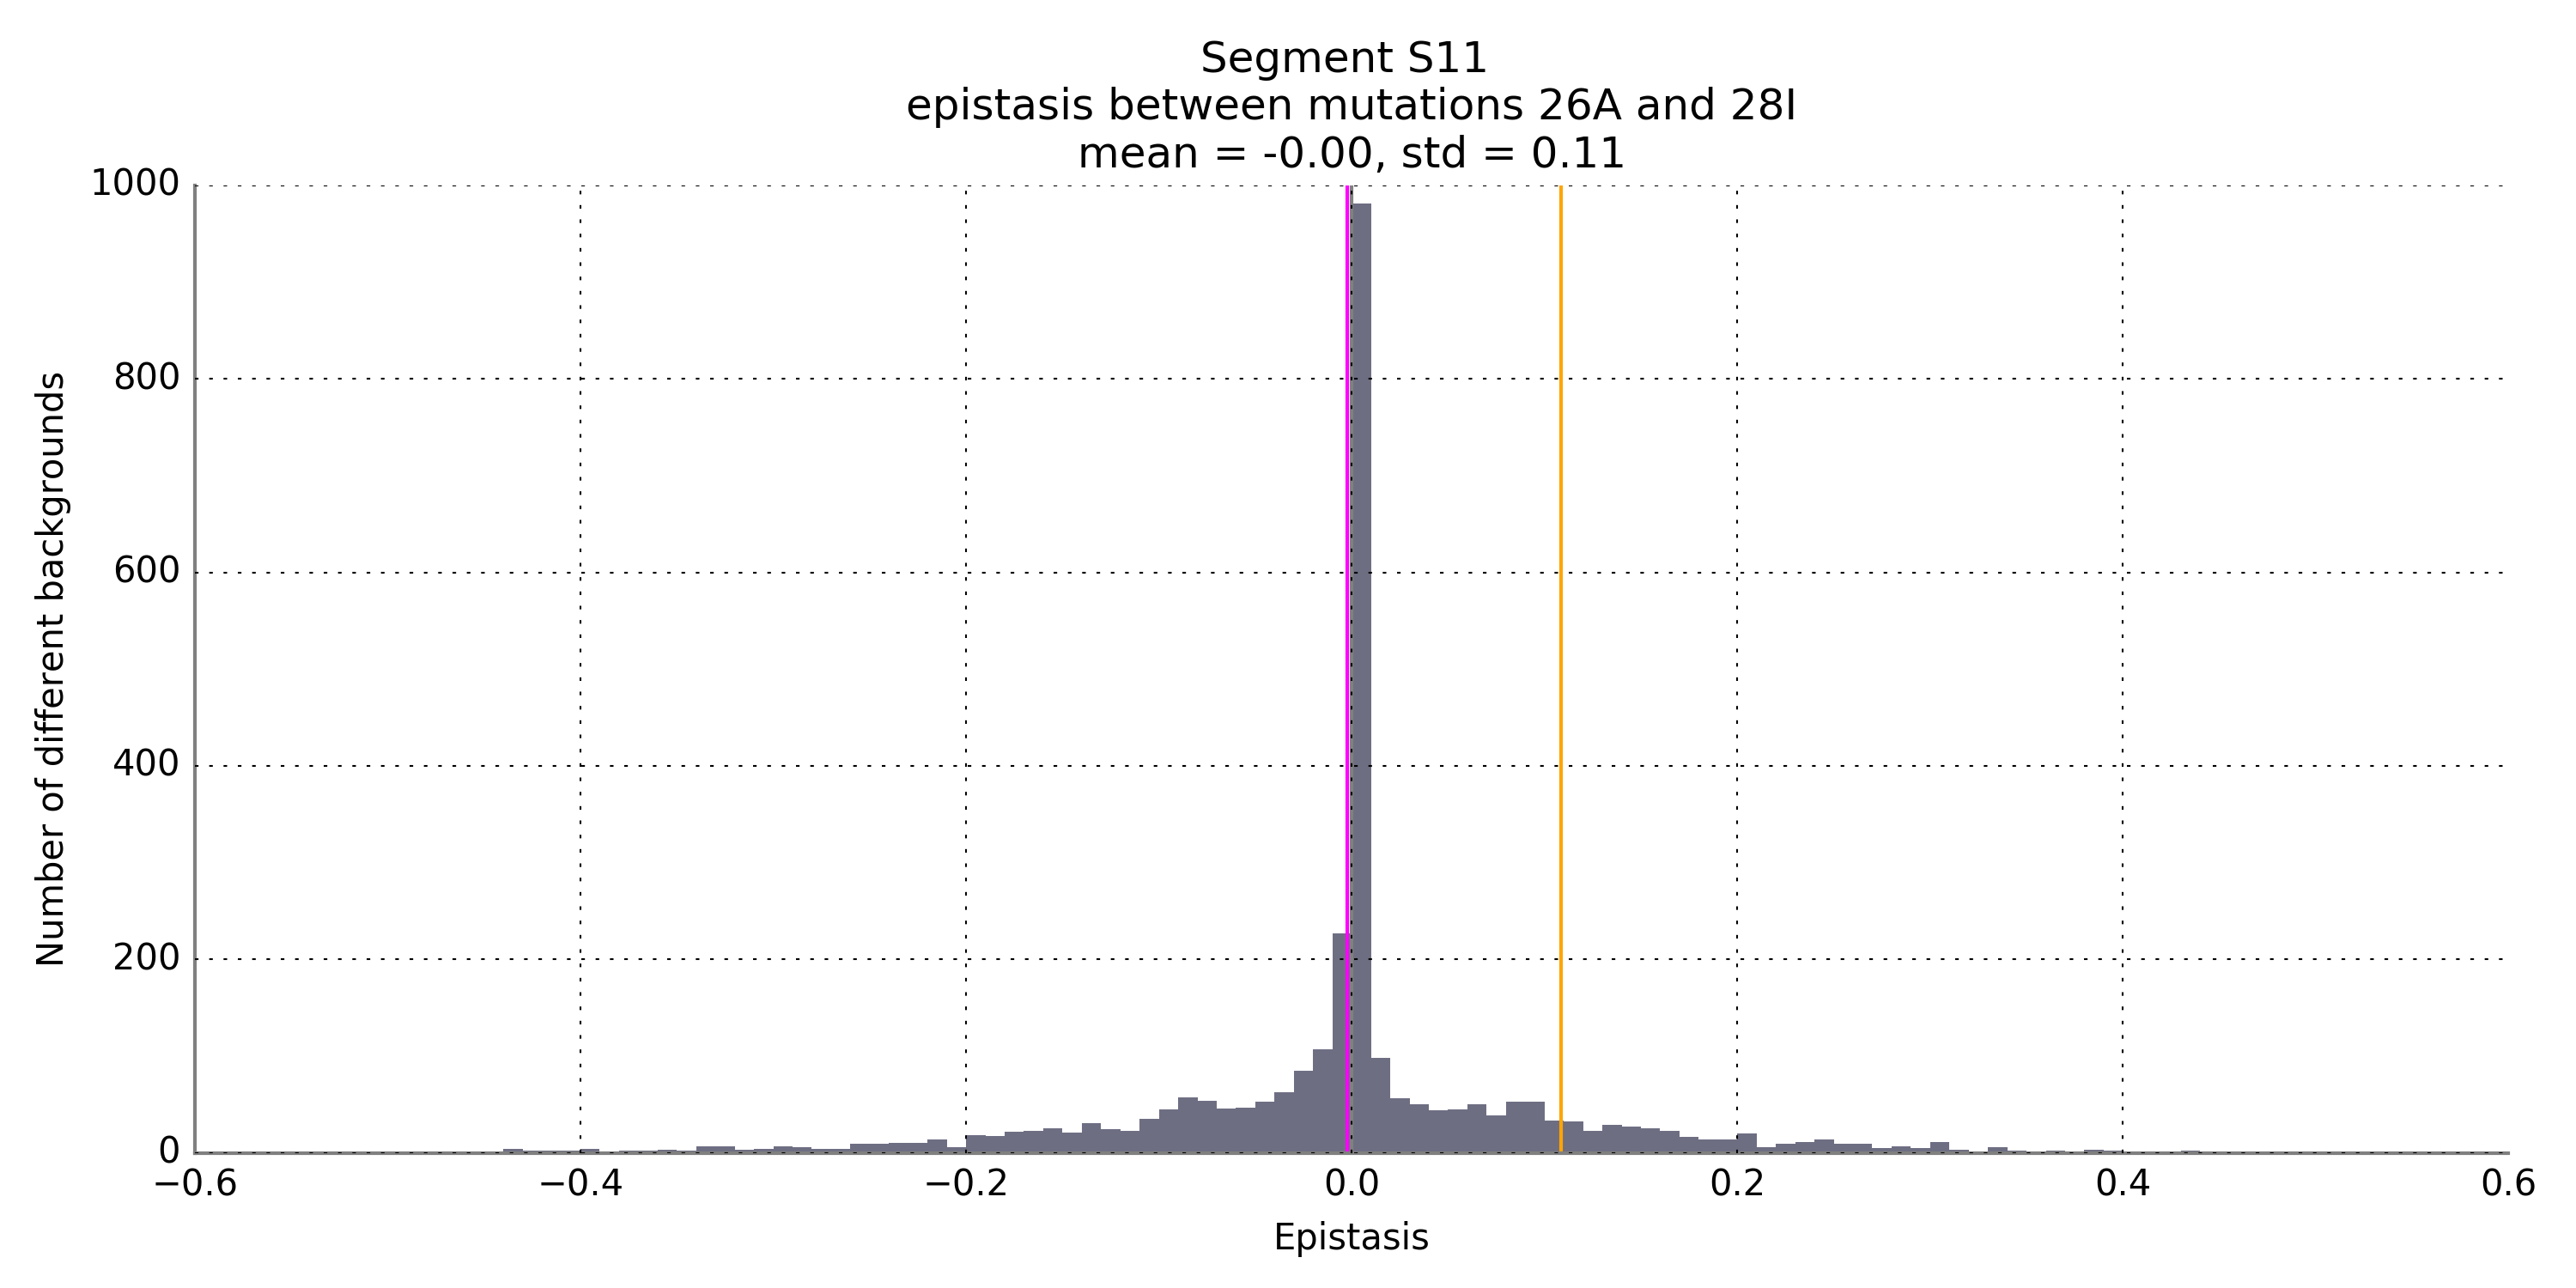 Segment S11
epistasis between mutations 26A and 28I
mean = -0.00, std = 0.11
1000
800
600
400
200
0
Number of different backgrounds
−0.6 −0.4 −0.2 0.0 0.2 0.4 0.6
Epistasis